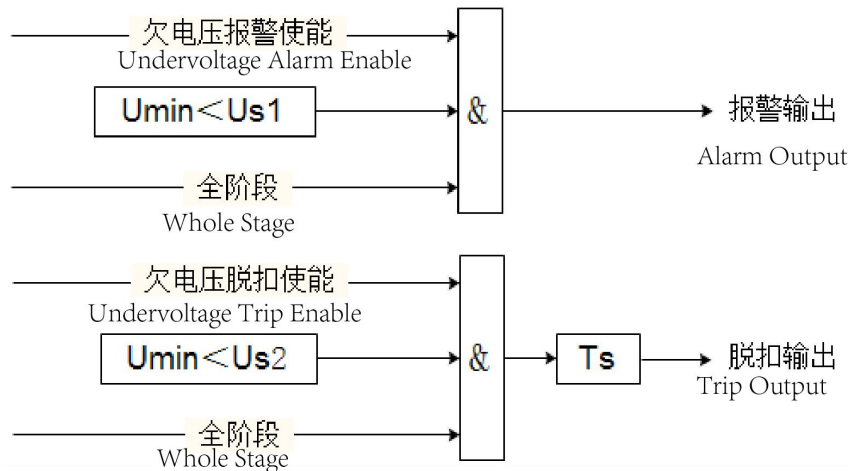 欠电压报警使能
Undervoltage Alarm Enable
Umin＜Us1
&
报警输出
Alarm Output
全阶段
Whole Stage
欠电压脱扣使能
Undervoltage Trip Enable
Umin＜Us2
&
Ts
脱扣输出
Trip Output
全阶段
Whole Stage